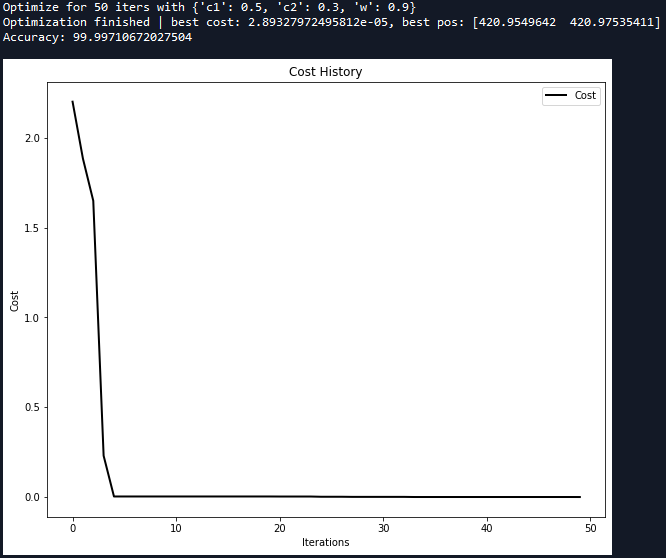 Optimize for 50 iters with {'c1': 0.5, 'c2': 0.3, 'w': 0.9}
Optimization finished | best cost: 2.89327972495812e-05, best pos: [420.9549642  420.97535411]
Accuracy: 99.99710672027504
Cost History
Cost
2.0
1.5
1.0
0.5
0.0
Cost
0
10
20
30
40
50
Iterations